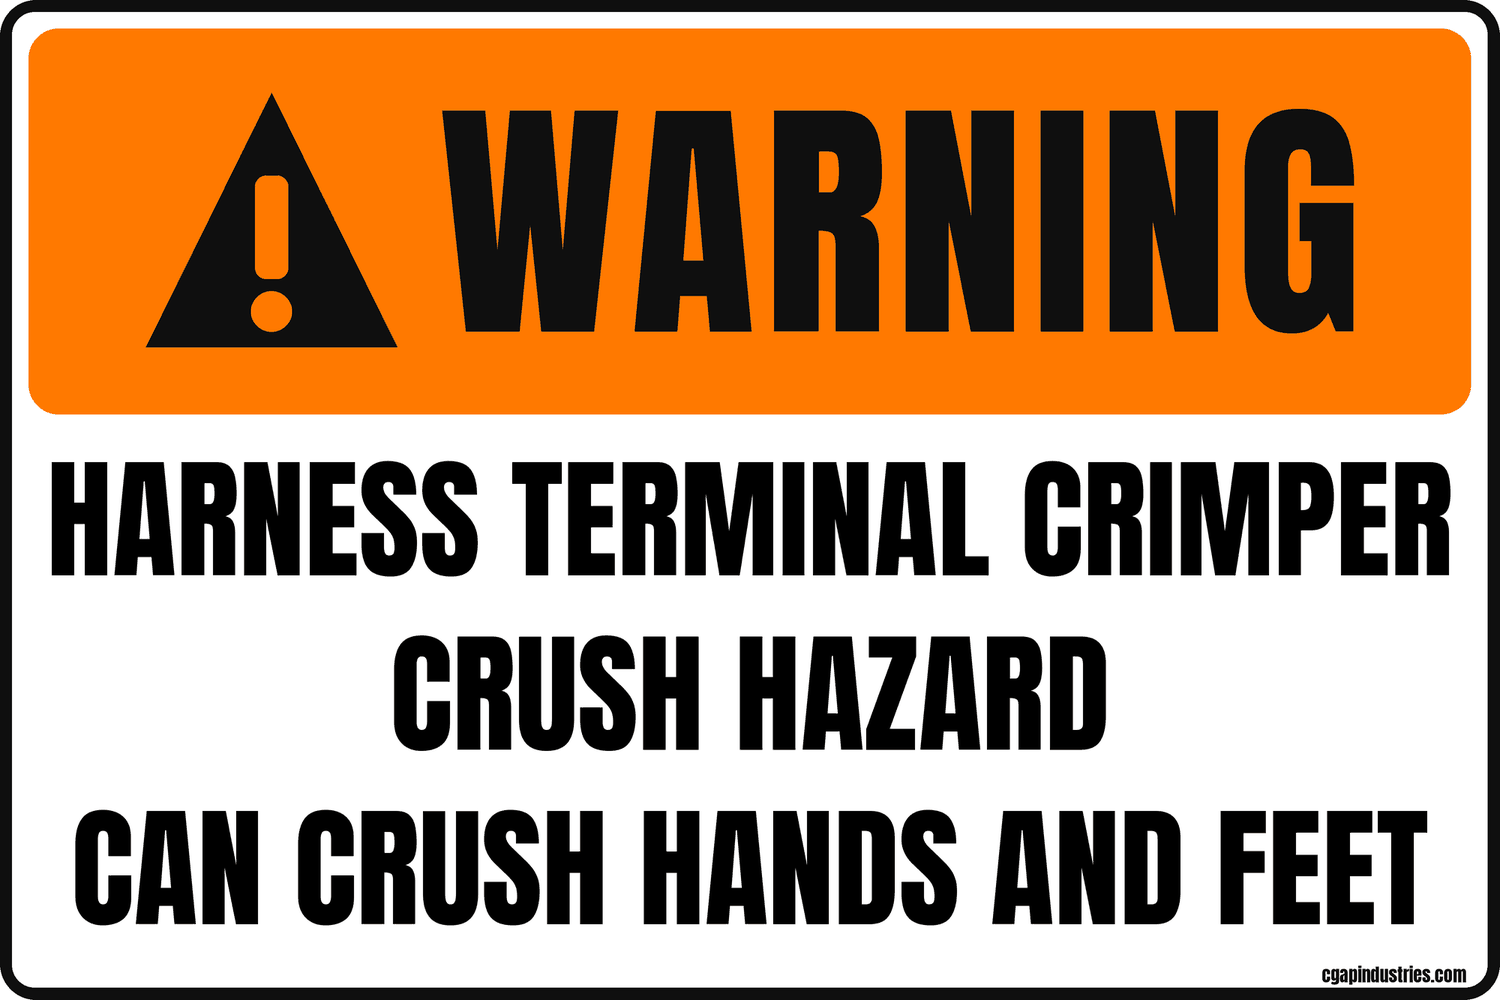 WARNING
HARNESS TERMINAL CRIMPER
CRUSH HAZARD
CAN CRUSH HANDS AND FEET
cgapindustries.com